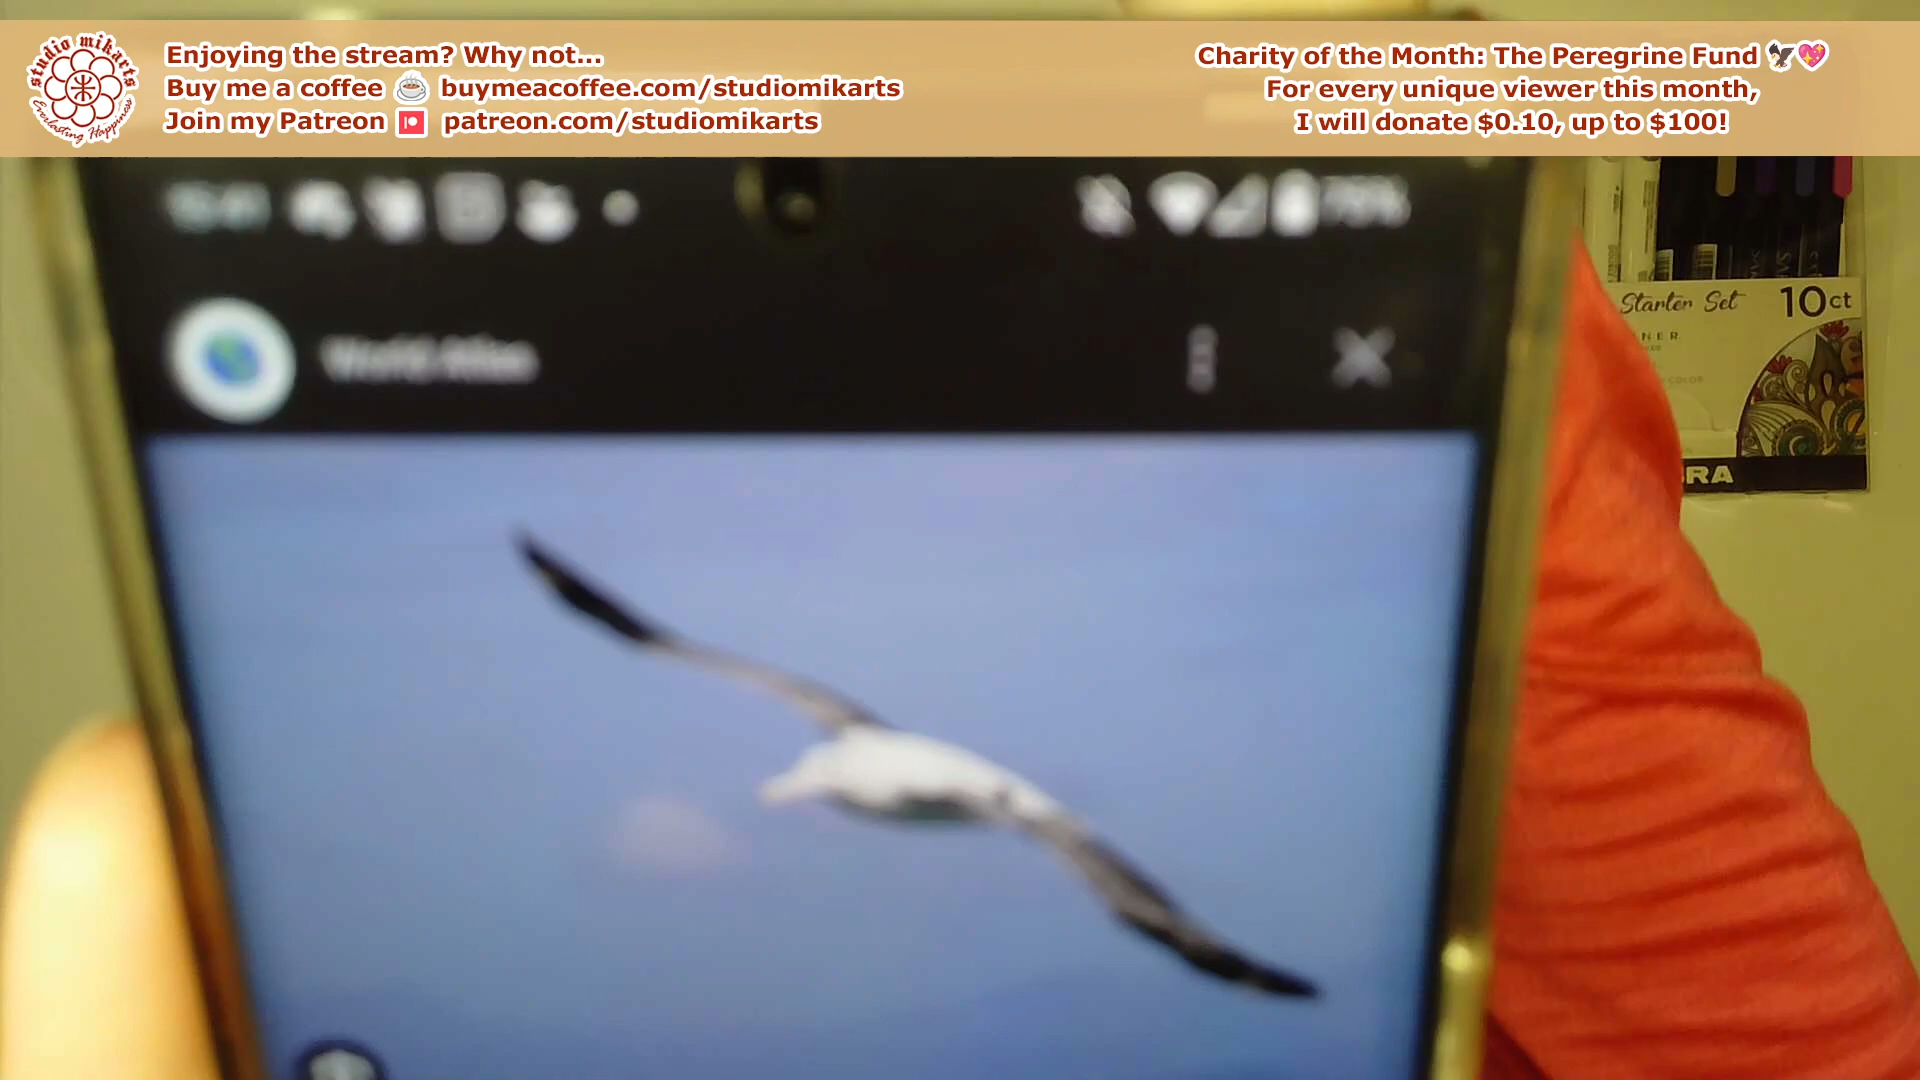 studio mikarts
Everlasting Happiness
Enjoying the stream? Why not...
Buy me a coffee ☕ buymeacoffee.com/studiomikarts
Join my Patreon patreon.com/studiomikarts
Charity of the Month: The Peregrine Fund 🦅💖
For every unique viewer this month,
I will donate $0.10, up to $100!
World Atlas
Starter Set 10ct